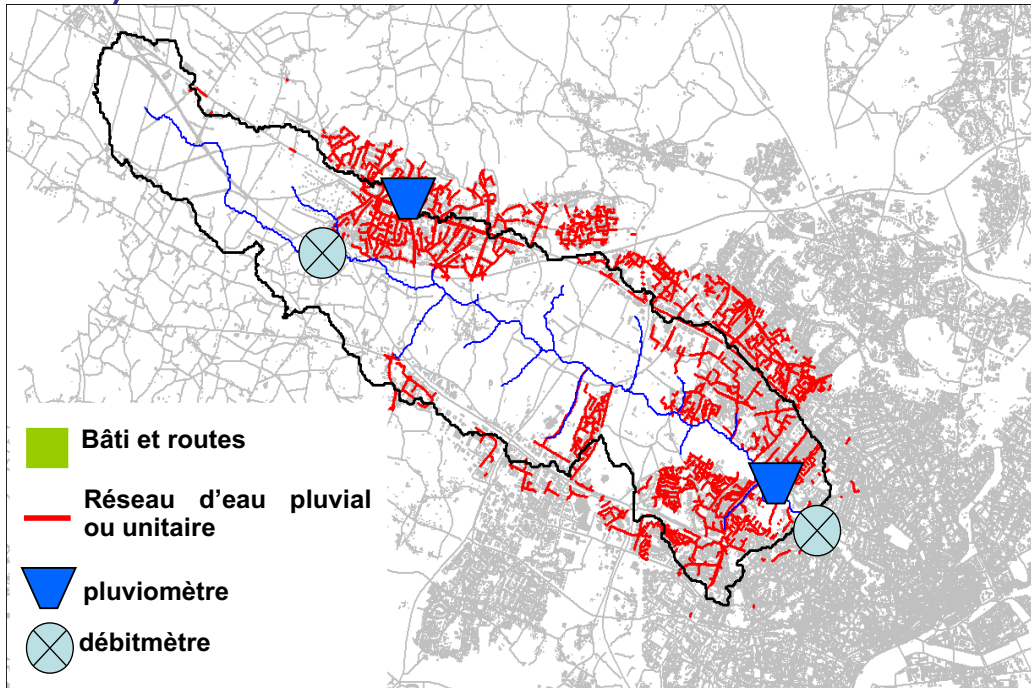 Bâti et routes
Réseau d'eau pluvial
ou unitaire
pluviomètre
débitmètre